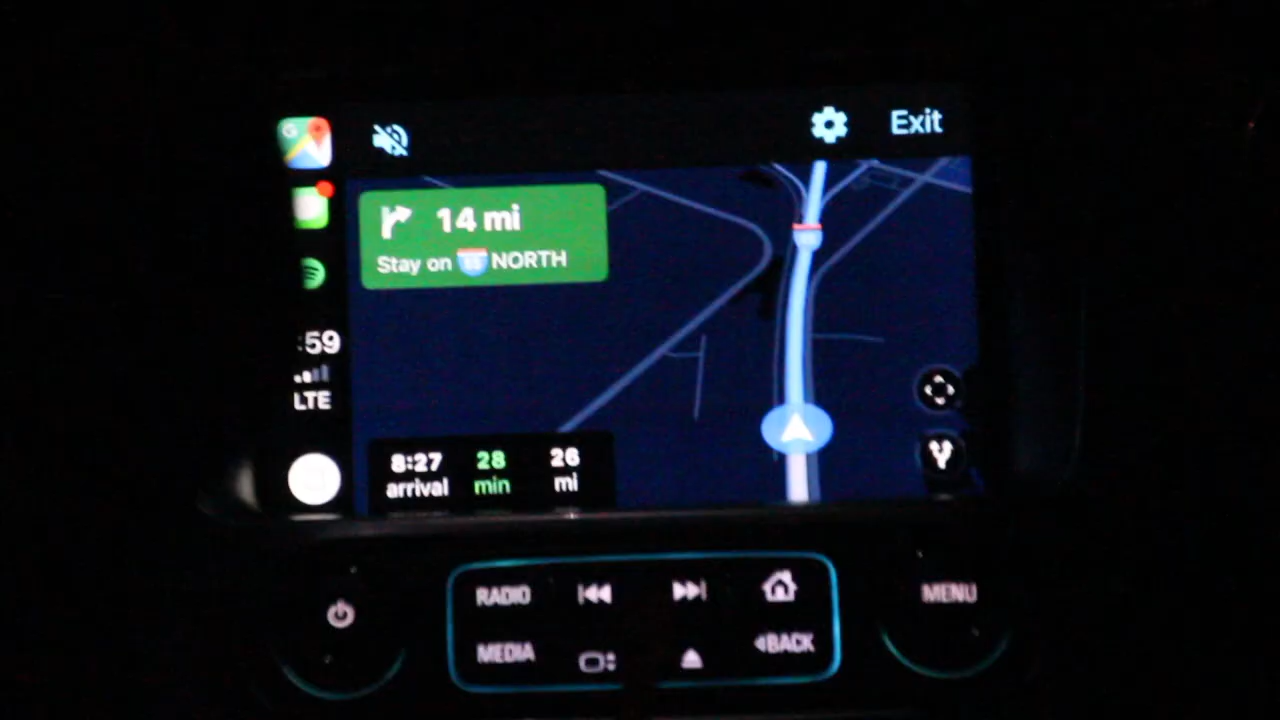 Exit
14 mi
Stay on NORTH
:59
LTE
8:27 28 26
arrival min mi
RADIO
MENU
MEDIA
BACK